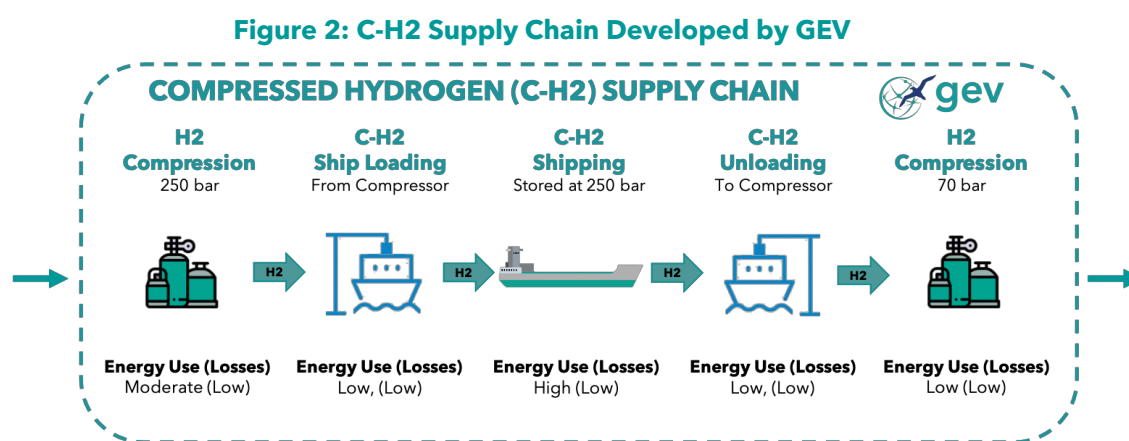 Figure 2: C-H2 Supply Chain Developed by GEV
COMPRESSED HYDROGEN (C-H2) SUPPLY CHAIN
gev
H2
Compression
250 bar
C-H2
Ship Loading
From Compressor
C-H2
Shipping
Stored at 250 bar
C-H2
Unloading
To Compressor
H2
Compression
70 bar
H2
H2
H2
H2
Energy Use (Losses)
Moderate (Low)
Energy Use (Losses)
Low, (Low)
Energy Use (Losses)
High (Low)
Energy Use (Losses)
Low, (Low)
Energy Use (Losses)
Low (Low)